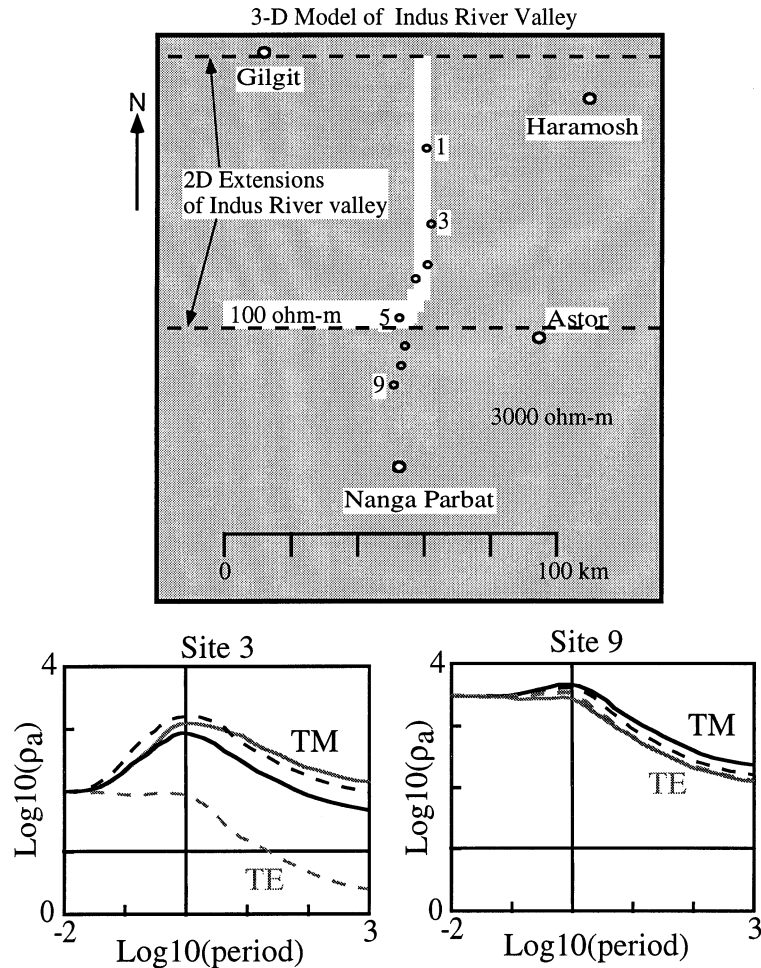 3-D Model of Indus River Valley
Gilgit
N
Haramosh
1
2D Extensions
of Indus River valley
3
100 ohm-m
5
Astor
9
3000 ohm-m
Nanga Parbat
0
100 km
Site 3
Site 9
4
4
Log10(ρa)
TM
TE
Log10(ρa)
TM
TE
0
0
-2
3
-2
3
Log10(period)
Log10(period)